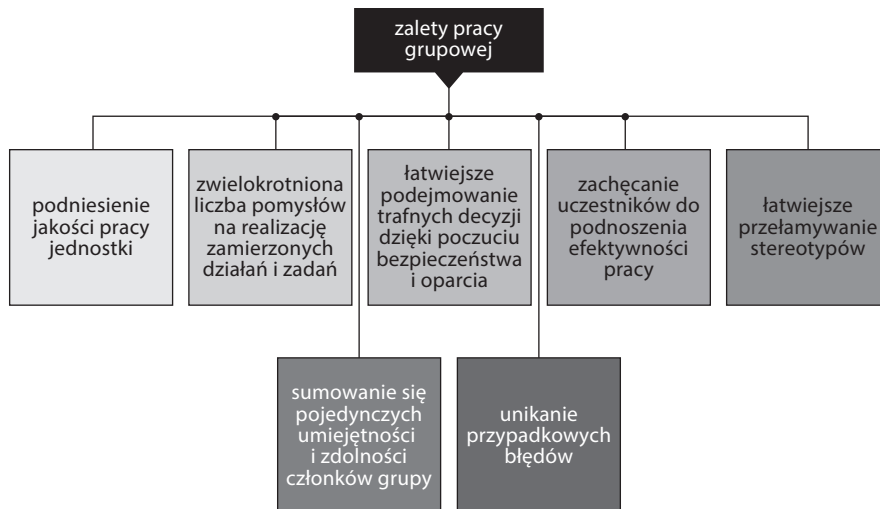 zalety pracy
grupowej
podniesienie
jakości pracy
jednostki
zwielokrotniona
liczba pomysłów
na realizację
zamierzonych
działań i zadań
łatwiejsze
podejmowanie
trafnych decyzji
dzięki poczuciu
bezpieczeństwa
i oparcia
zachęcanie
uczestników do
podnoszenia
efektywności
pracy
łatwiejsze
przełamywanie
stereotypów
sumowanie się
pojedynczych
umiejętności
i zdolności
członków grupy
unikanie
przypadkowych
błędów